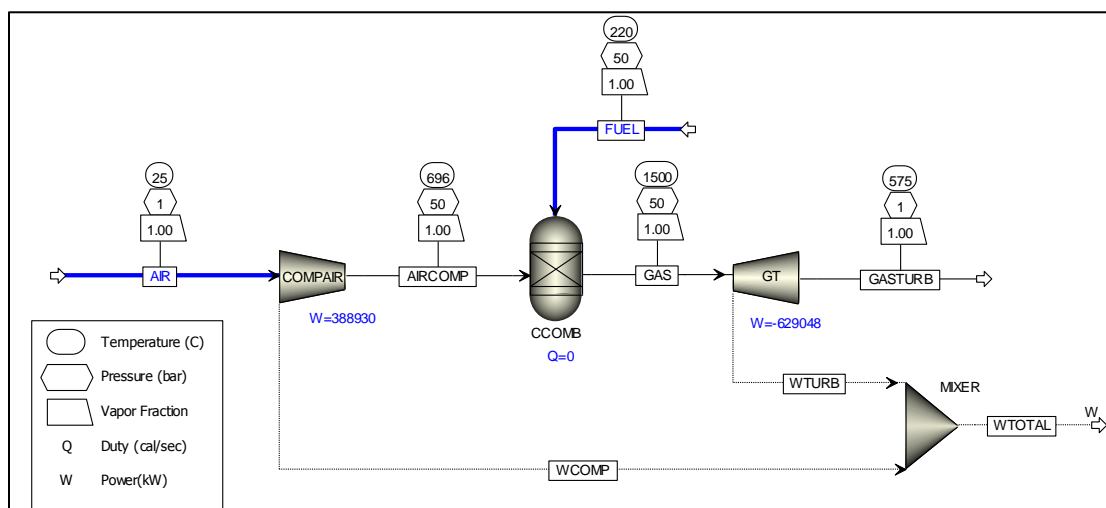 220
50
1.00
FUEL
25
1
1.00
AIR
696
50
1.00
AIRCOMP
1500
50
1.00
GAS
575
1
1.00
GASTURB
COMPAIR
W=388930
CCOMB
Q=0
GT
W=-629048
Temperature (C)
Pressure (bar)
Vapor Fraction
Q Duty (cal/sec)
W Power(kW)
WTURB
MIXER
WTOTAL
W
WCOMP